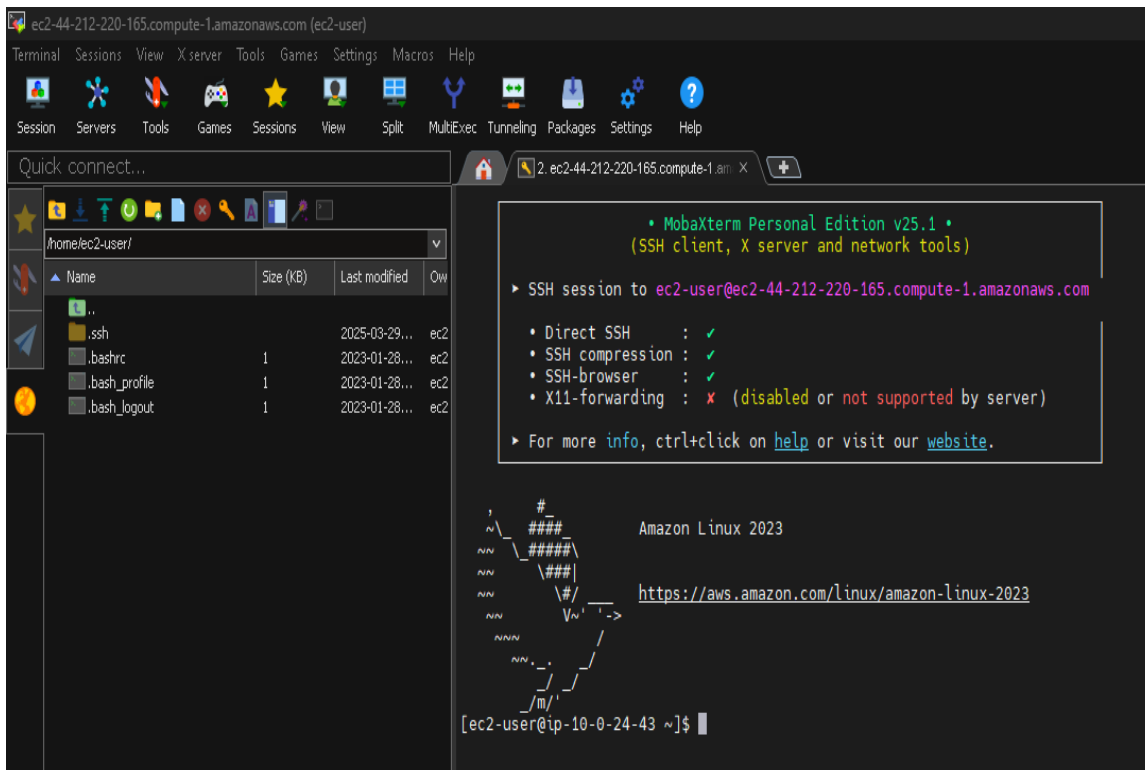 ec2-44-212-220-165.compute-1.amazonaws.com (ec2-user)
Terminal Sessions View X server Tools Games Settings Macros Help
Session Servers Tools Games Sessions View Split MultiExec Tunneling Packages Settings Help
Quick connect...
2. ec2-44-212-220-165.compute-1.am
/home/ec2-user/
Name Size (KB) Last modified Ow
..
.ssh 2025-03-29... ec2
.bashrc 1 2023-01-28... ec2
.bash_profile 1 2023-01-28... ec2
.bash_logout 1 2023-01-28... ec2
• MobaXterm Personal Edition v25.1 •
(SSH client, X server and network tools)
▸ SSH session to ec2-user@ec2-44-212-220-165.compute-1.amazonaws.com
• Direct SSH : ✓
• SSH compression : ✓
• SSH-browser : ✓
• X11-forwarding : ✗ (disabled or not supported by server)
▸ For more info, ctrl+click on help or visit our website.
   ,     #_
   ~\_  ####_        Amazon Linux 2023
  ~~  \_#####\
  ~~     \###|
  ~~       \#/ ___   https://aws.amazon.com/linux/amazon-linux-2023
   ~~       V~' '->
    ~~~         /
      ~~._.   _/
         _/ _/
       _/m/'
[ec2-user@ip-10-0-24-43 ~]$